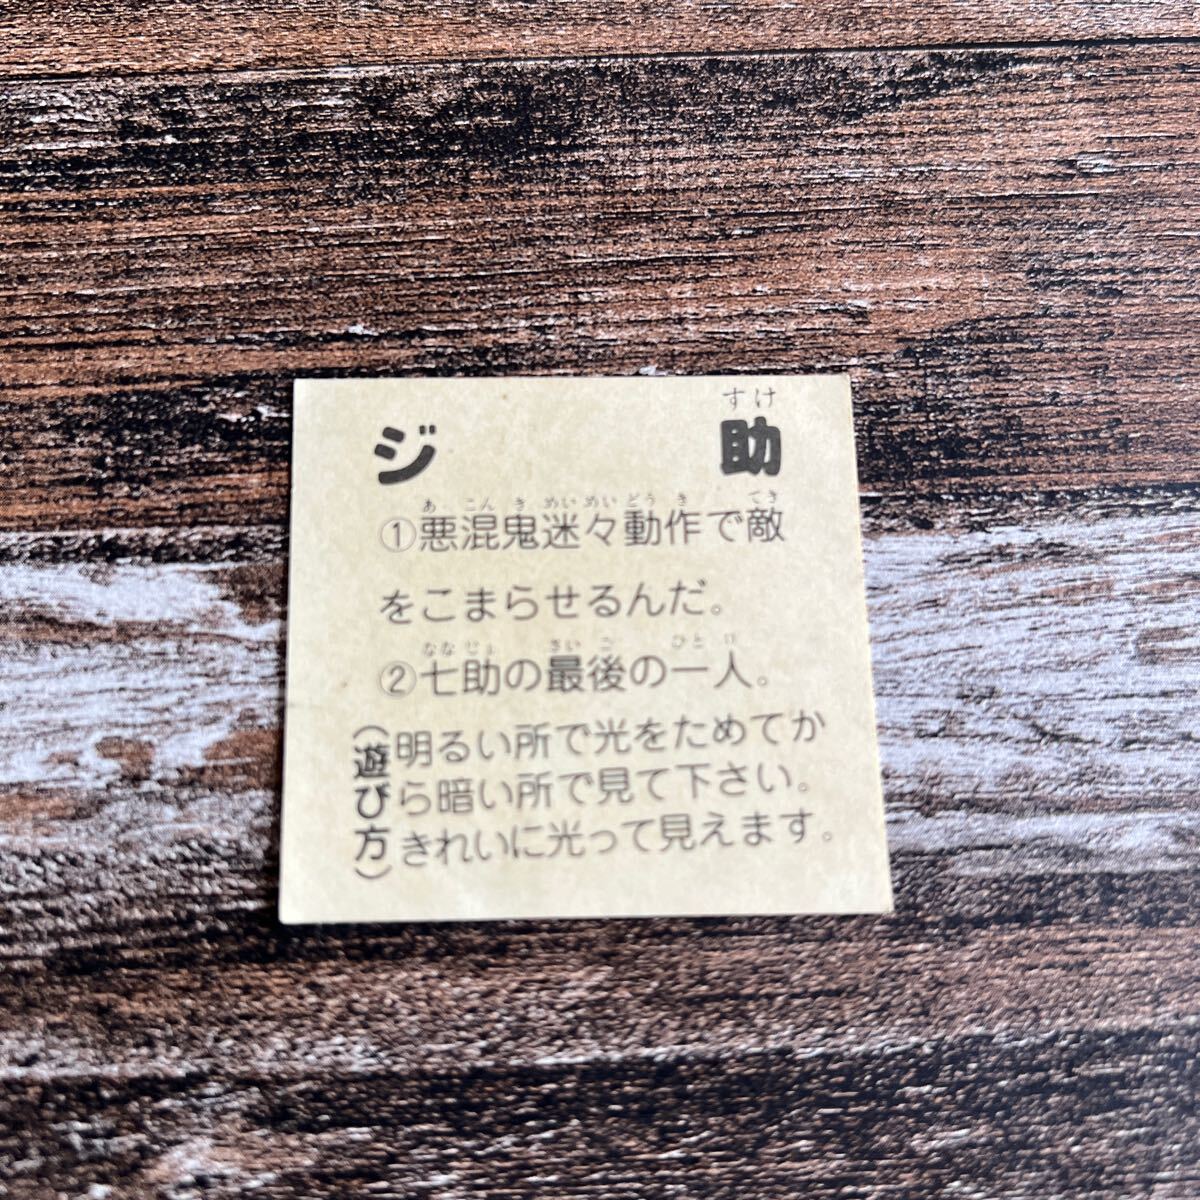 ジ助
すけ
あ こん き めい めい どう き てき
①悪混鬼迷々動作で敵
をこまらせるんだ。
ななじょ さいご ひとり
②七助の最後の一人。
(遊び方)
明るい所で光をためてか
ら暗い所で見て下さい。
きれいに光って見えます。